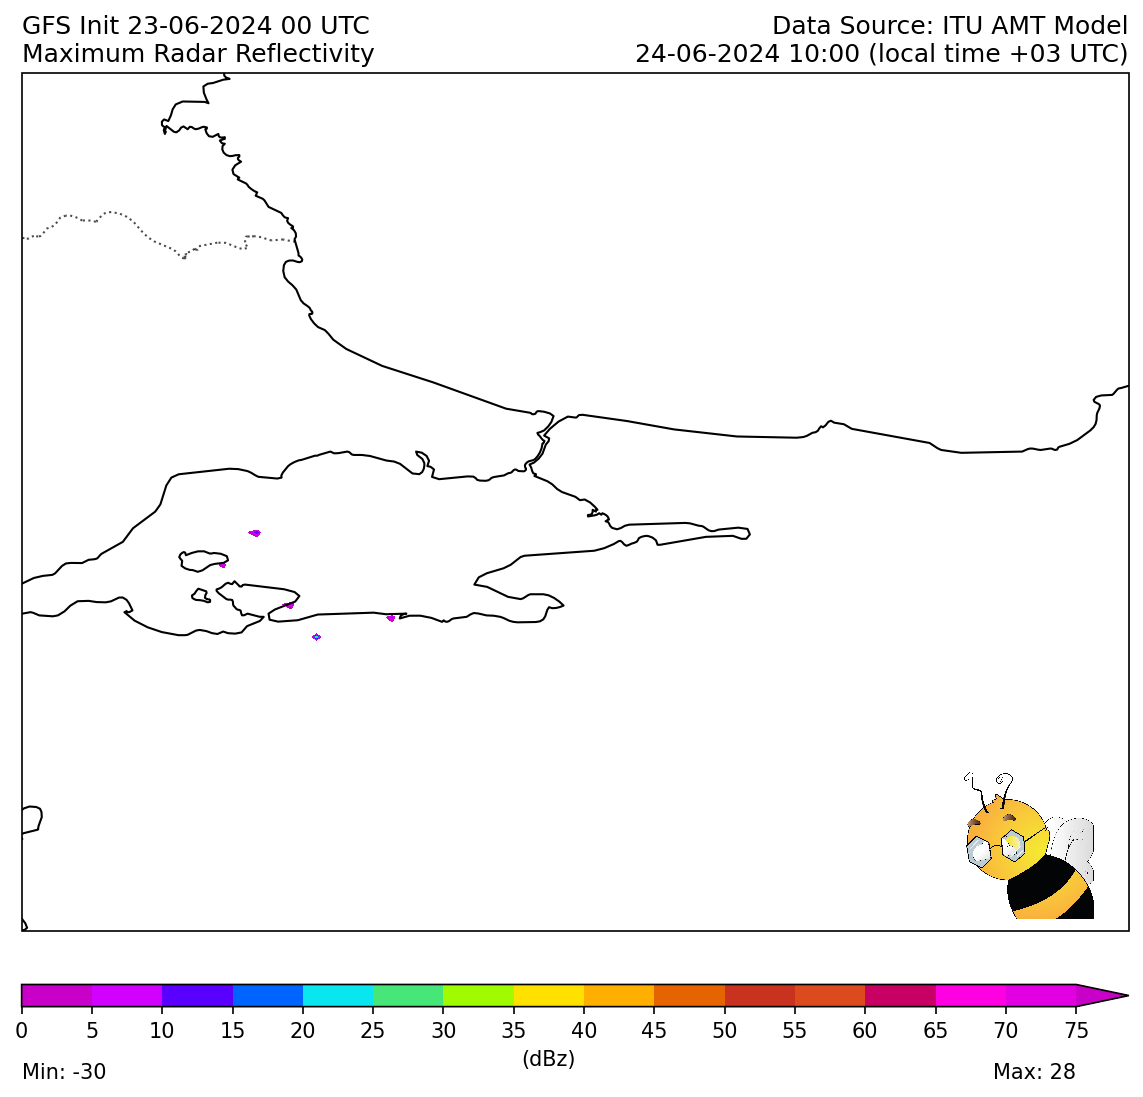 GFS Init 23-06-2024 00 UTC
Data Source: ITU AMT Model
Maximum Radar Reflectivity
24-06-2024 10:00 (local time +03 UTC)
0 5 10 15 20 25 30 35 40 45 50 55 60 65 70 75
(dBz)
Min: -30
Max: 28